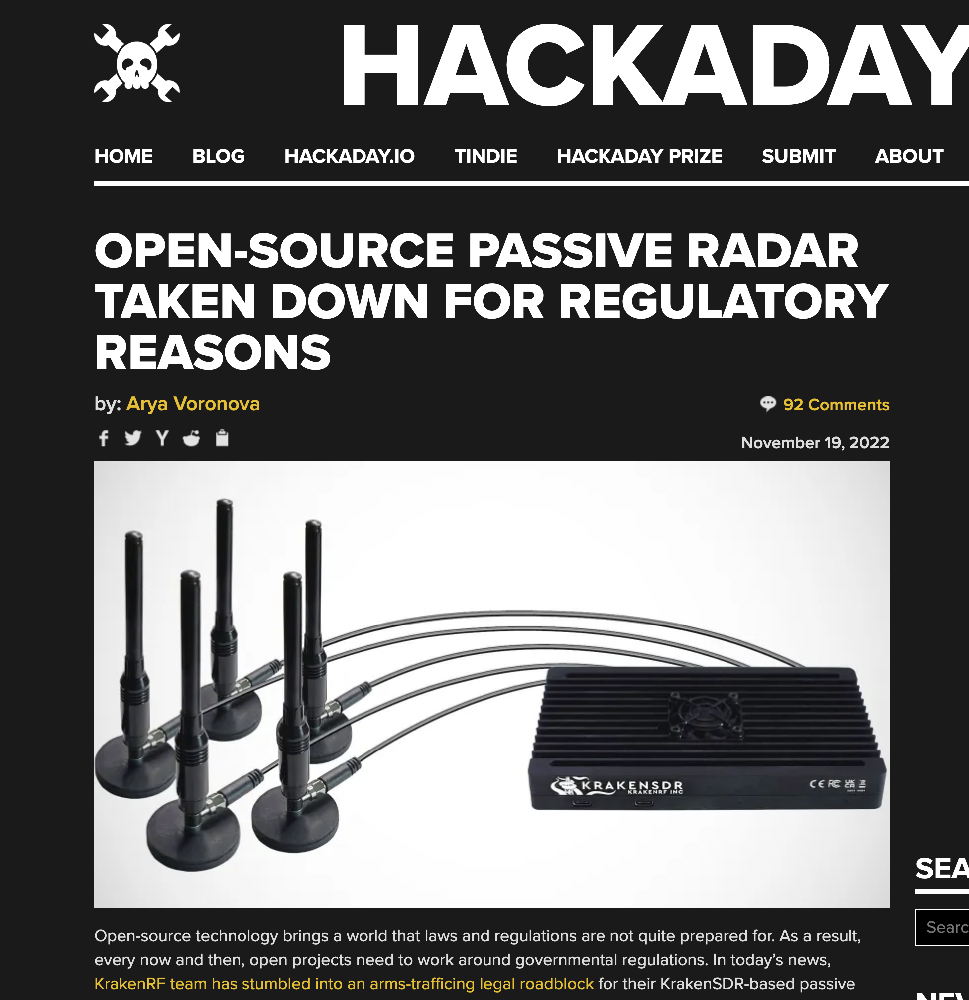 HACKADAY
HOME BLOG HACKADAY.IO TINDIE HACKADAY PRIZE SUBMIT ABOUT
OPEN-SOURCE PASSIVE RADAR
TAKEN DOWN FOR REGULATORY
REASONS
by: Arya Voronova
92 Comments
November 19, 2022
KRAKENSDR
KRAKENRF INC
CE FC UK CA
SEA
Searc
Open-source technology brings a world that laws and regulations are not quite prepared for. As a result,
every now and then, open projects need to work around governmental regulations. In today’s news,
KrakenRF team has stumbled into an arms-trafficing legal roadblock for their KrakenSDR-based passive